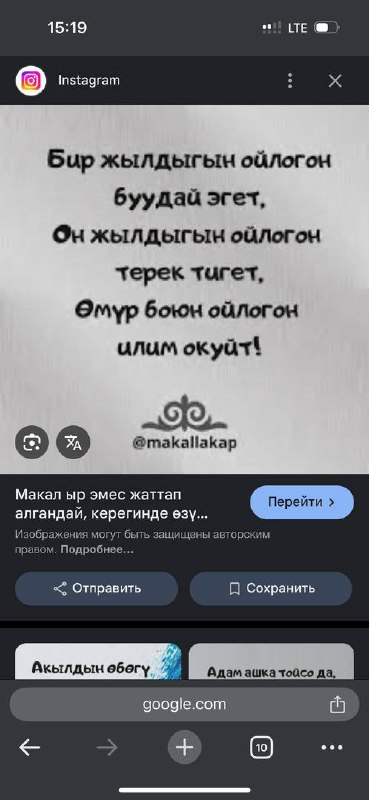 15:19
LTE
Instagram
Бир жылдыгын ойлогон
буудай эгет,
Он жылдыгын ойлогон
терек тигет,
Өмүр боюн ойлогон
илим окуйт!
@makallakap
Макал ыр эмес жаттап
алгандай, керегинде өзү...
Перейти >
Изображения могут быть защищены авторским
правом. Подробнее...
Отправить
Сохранить
Акылдын өбөгү
Адам ашка тойсо да,
google.com
10